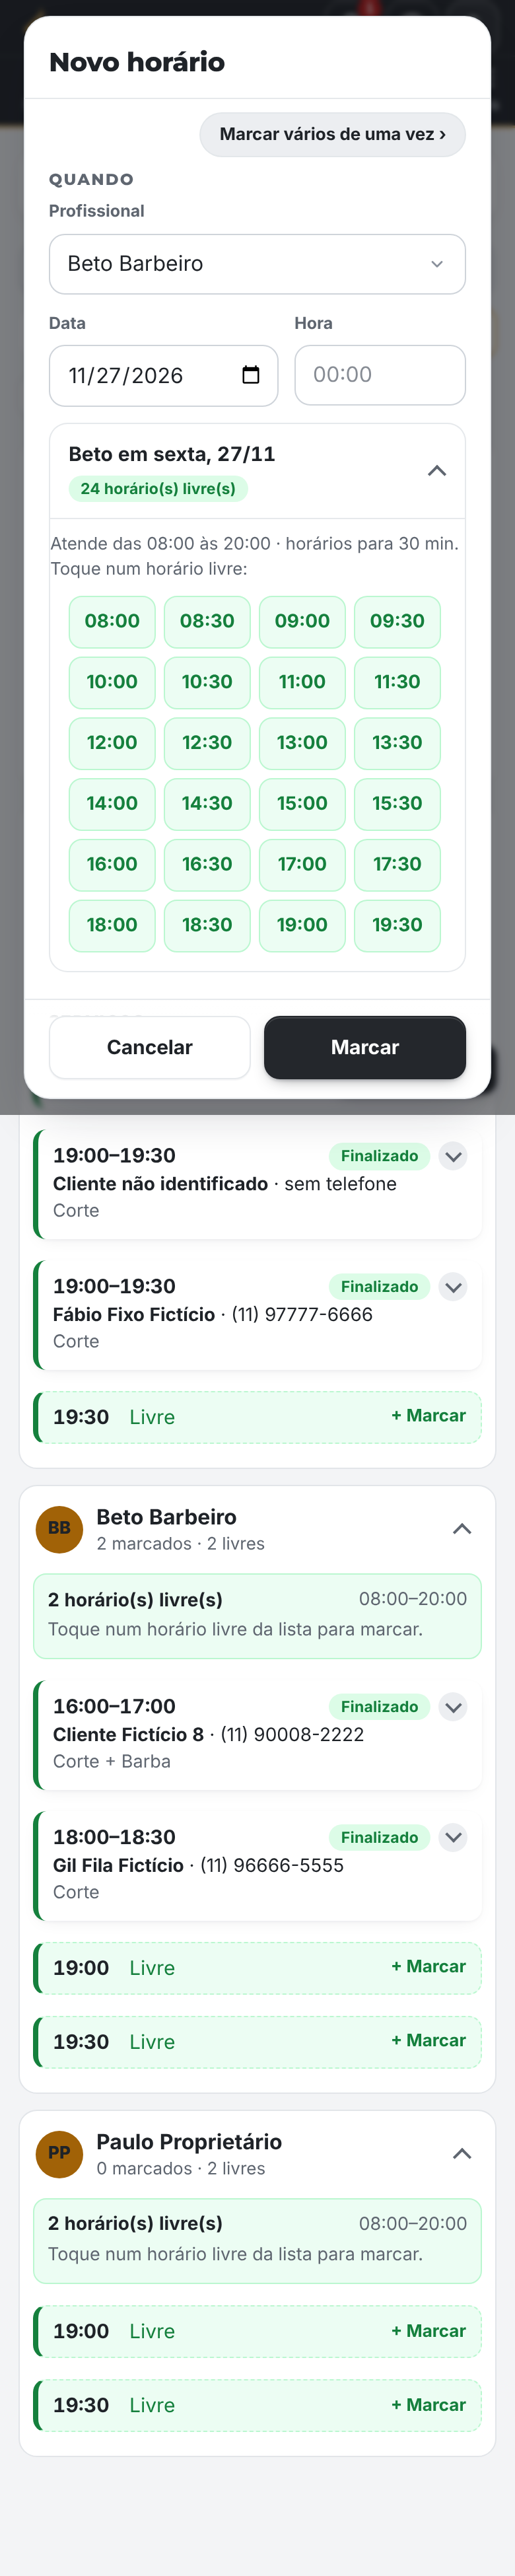 Novo horário
Marcar vários de uma vez ›
QUANDO
Profissional
Beto Barbeiro
Data
Hora
11/27/2026
00:00
Beto em sexta, 27/11
24 horário(s) livre(s)
Atende das 08:00 às 20:00 · horários para 30 min.
Toque num horário livre:
08:00 08:30 09:00 09:30
10:00 10:30 11:00 11:30
12:00 12:30 13:00 13:30
14:00 14:30 15:00 15:30
16:00 16:30 17:00 17:30
18:00 18:30 19:00 19:30
Cancelar
Marcar
19:00–19:30 Finalizado
Cliente não identificado · sem telefone
Corte
19:00–19:30 Finalizado
Fábio Fixo Fictício · (11) 97777-6666
Corte
19:30 Livre + Marcar
BB
Beto Barbeiro
2 marcados · 2 livres
2 horário(s) livre(s) 08:00–20:00
Toque num horário livre da lista para marcar.
16:00–17:00 Finalizado
Cliente Fictício 8 · (11) 90008-2222
Corte + Barba
18:00–18:30 Finalizado
Gil Fila Fictício · (11) 96666-5555
Corte
19:00 Livre + Marcar
19:30 Livre + Marcar
PP
Paulo Proprietário
0 marcados · 2 livres
2 horário(s) livre(s) 08:00–20:00
Toque num horário livre da lista para marcar.
19:00 Livre + Marcar
19:30 Livre + Marcar